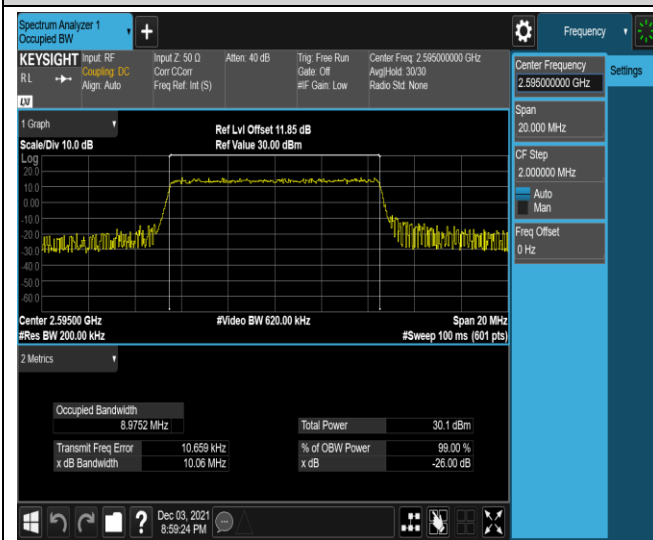 Spectrum Analyzer 1
Occupied BW
Frequency
KEYSIGHT
RL
LXI
Input: RF
Coupling: DC
Align: Auto
Input Z: 50 Ω
Corr CCorr
Freq Ref: Int (S)
Atten: 40 dB
Trig: Free Run
Gate: Off
#IF Gain: Low
Center Freq: 2.595000000 GHz
Avg|Hold: 30/30
Radio Std: None
1 Graph
Scale/Div 10.0 dB
Ref Lvl Offset 11.85 dB
Ref Value 30.00 dBm
Log
20.0
10.0
0.00
-10.0
-20.0
-30.0
-40.0
-50.0
-60.0
Center 2.59500 GHz
#Res BW 200.00 kHz
#Video BW 620.00 kHz
Span 20 MHz
#Sweep 100 ms (601 pts)
2 Metrics
Occupied Bandwidth
8.9752 MHz
Total Power 30.1 dBm
Transmit Freq Error 10.659 kHz
% of OBW Power 99.00 %
x dB Bandwidth 10.06 MHz
x dB -26.00 dB
Dec 03, 2021
8:59:24 PM
Center Frequency
2.595000000 GHz
Settings
Span
20.000 MHz
CF Step
2.000000 MHz
Auto
Man
Freq Offset
0 Hz